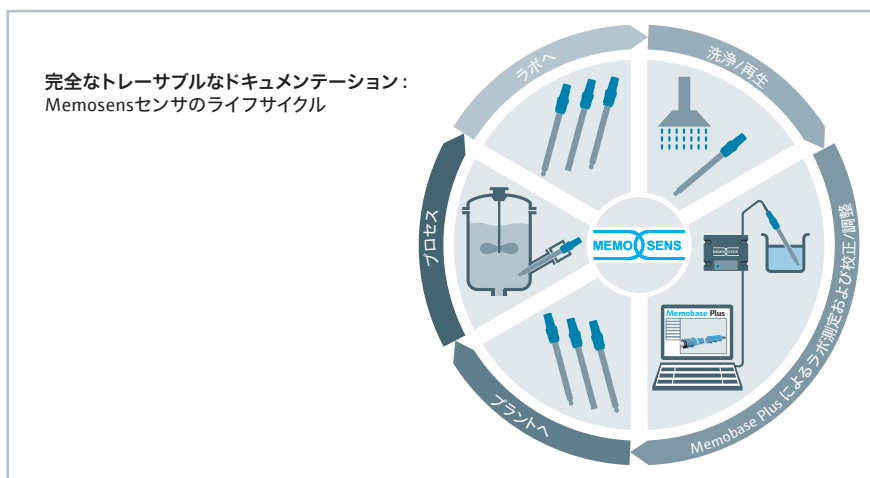 完全なトレーサブルなドキュメンテーション:
Memosensセンサのライフサイクル
ラボへ
洗浄/再生
Memobase Plus によるラボ測定および校正/調整
プラントへ
プロセス
MEMO SENS
MEMO SENS
Memobase Plus